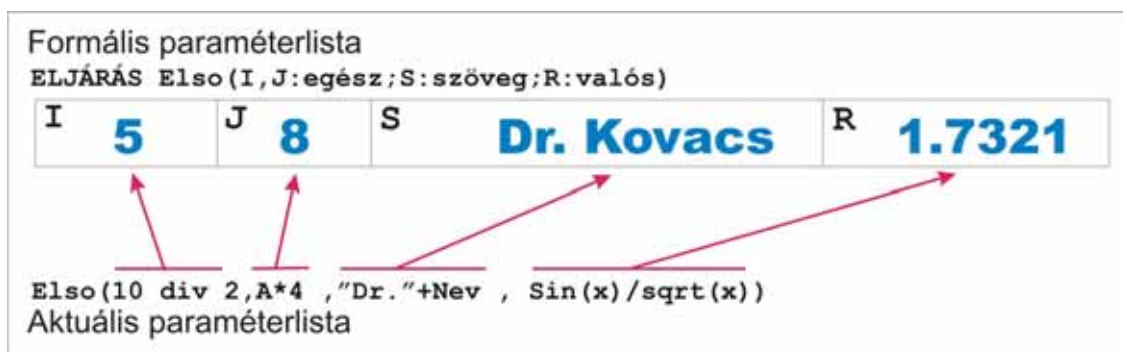 Formális paraméterlista
ELJÁRÁS Elso(I,J:egész;S:szöveg;R:valós)
I 5 J 8 S Dr. Kovacs R 1.7321
Elso(10 div 2,A*4 ,"Dr."+Nev , Sin(x)/sqrt(x))
Aktuális paraméterlista